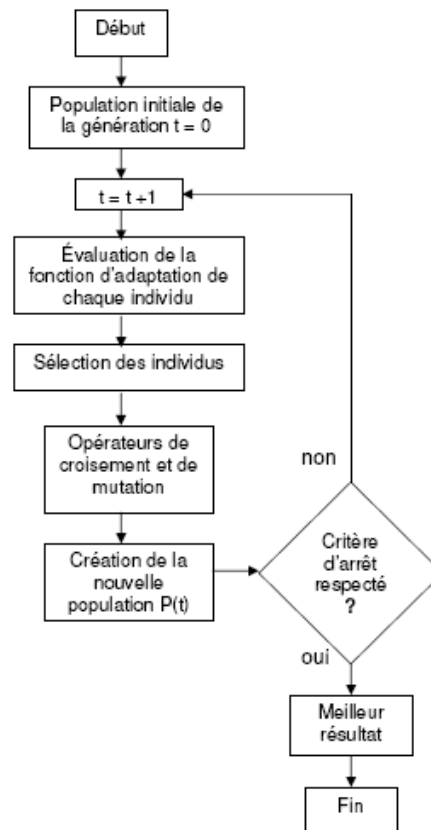 Début
Population initiale de
la génération t = 0
t = t +1
Évaluation de la
fonction d'adaptation de
chaque individu
Sélection des individus
Opérateurs de
croisement et de
mutation
Création de la
nouvelle
population P(t)
non
Critère
d'arrêt
respecté
?
oui
Meilleur
résultat
Fin